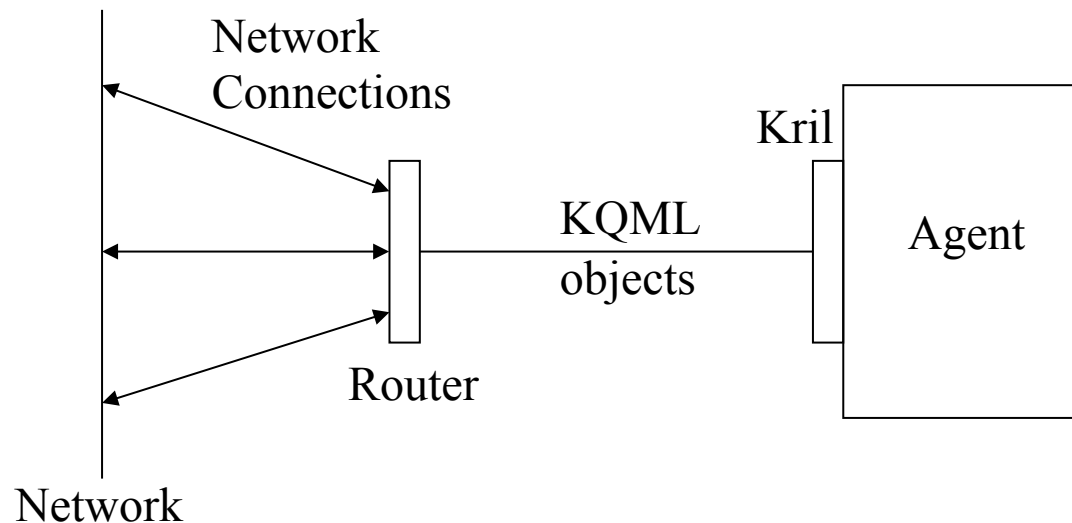 Network
Connections
Kril
KQML
objects
Agent
Router
Network